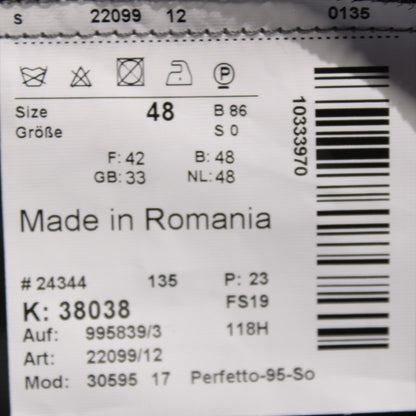 s 22099 12 0135
P
Size 48 B 86
Größe S 0
F: 42 B: 48
GB: 33 NL: 48
10333970
Made in Romania
# 24344 135 P: 23
K: 38038 FS19
Auf: 995839/3 118H
Art: 22099/12
Mod: 30595 17 Perfetto-95-So